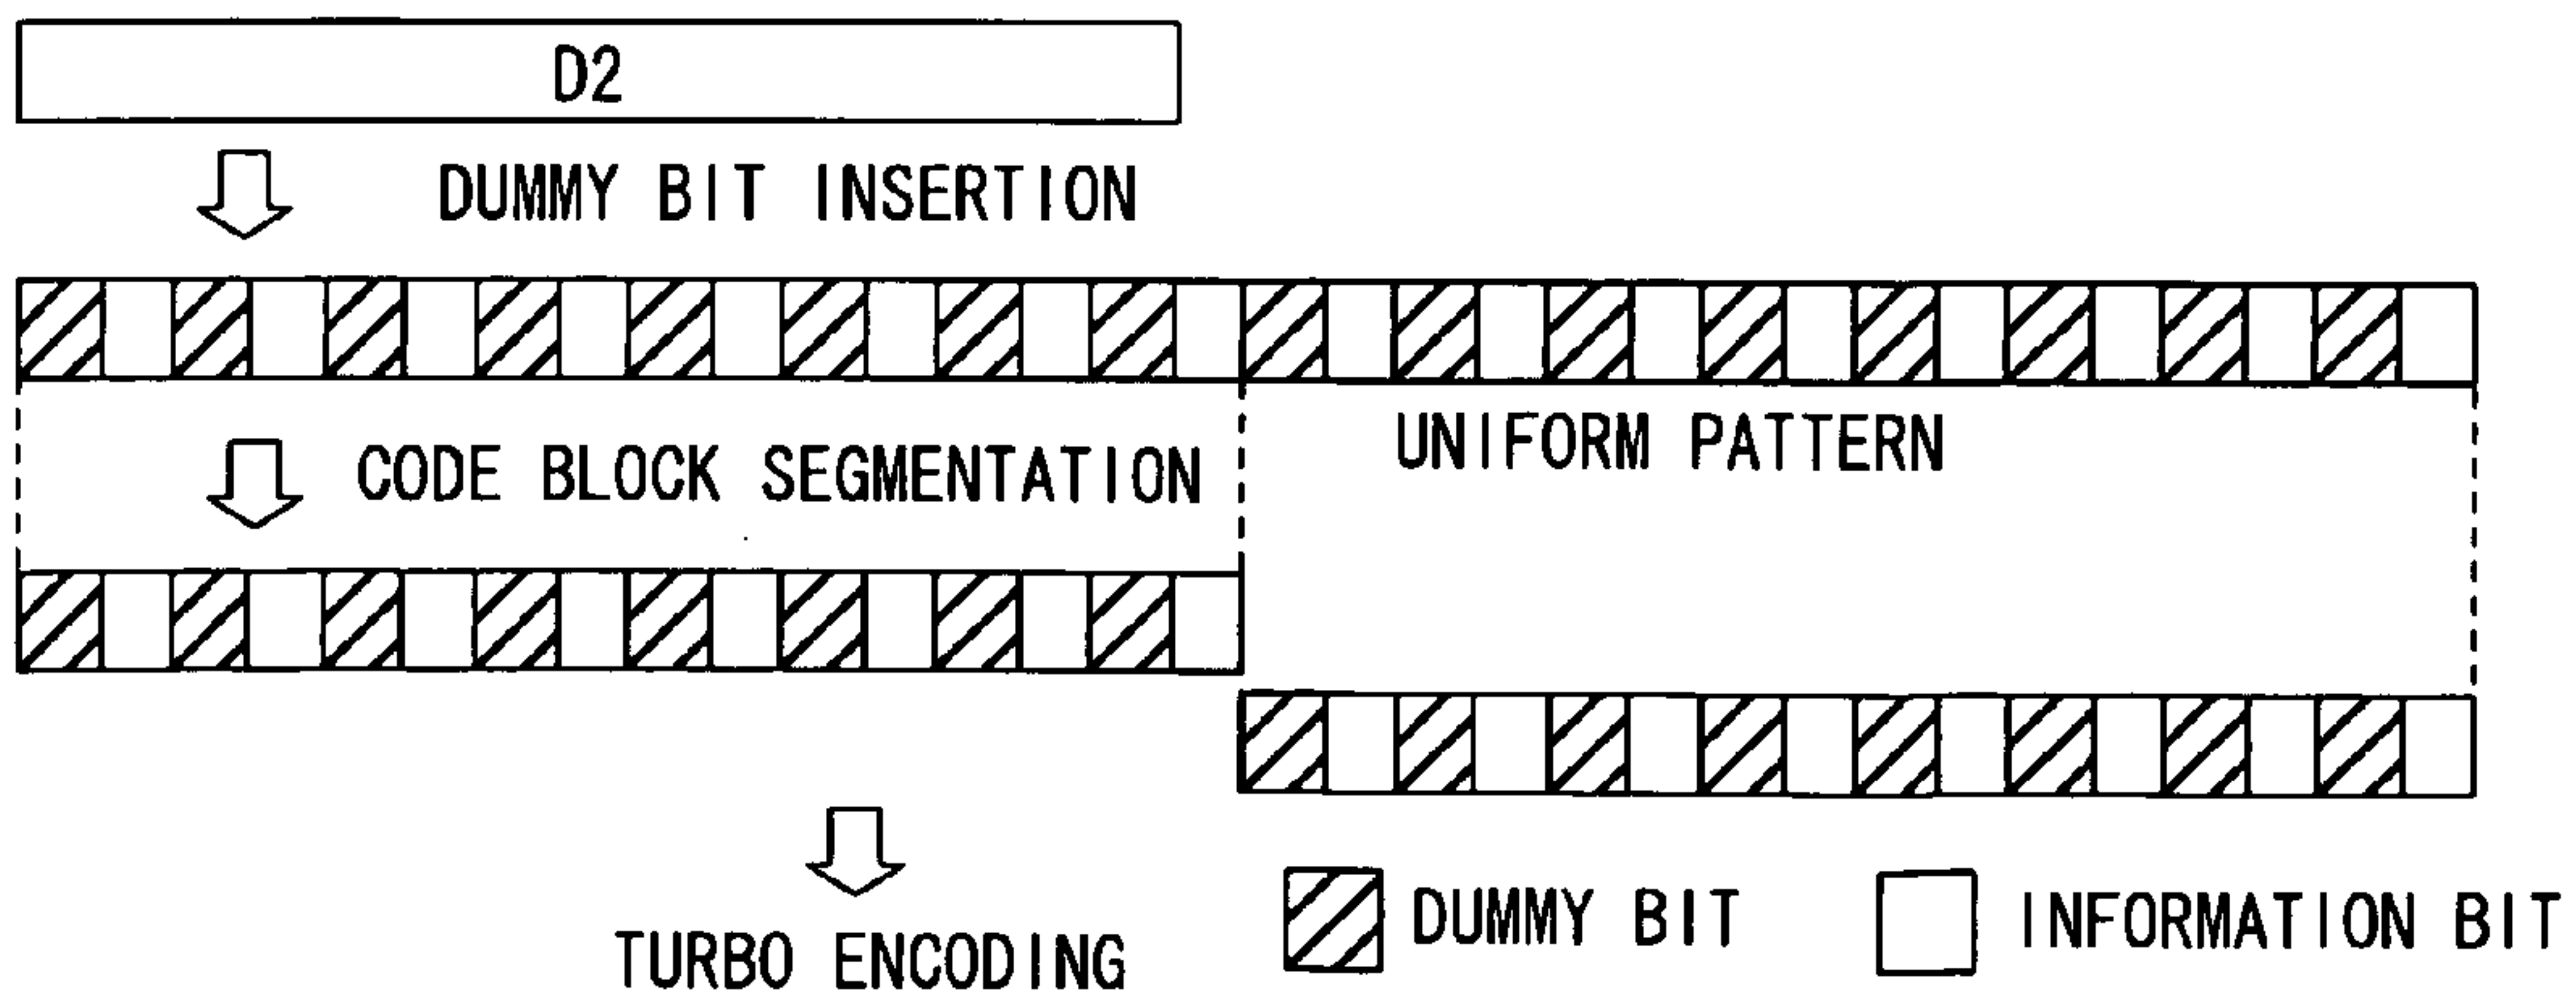 D2
DUMMY BIT INSERTION
UNIFORM PATTERN
CODE BLOCK SEGMENTATION
TURBO ENCODING
DUMMY BIT
INFORMATION BIT